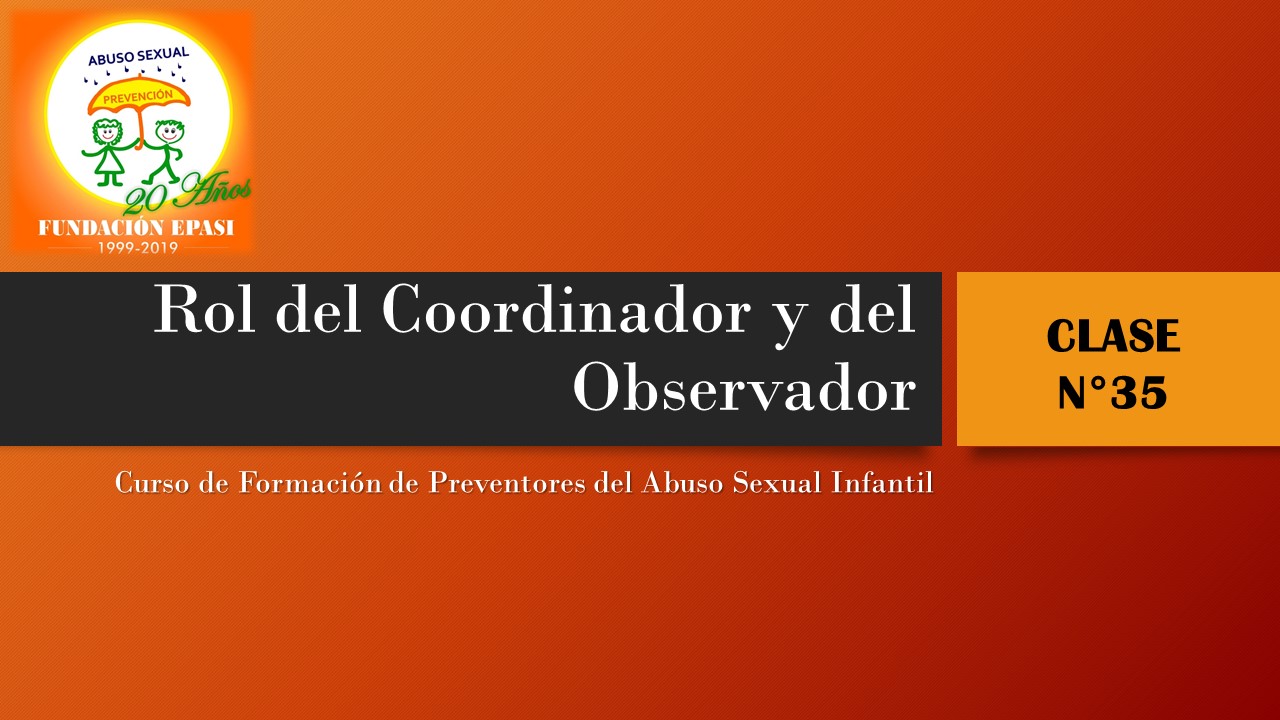 ABUSO SEXUAL
PREVENCIÓN
20 Años
FUNDACIÓN EPASI
1999-2019
Rol del Coordinador y del
Observador
CLASE
N°35
Curso de Formación de Preventores del Abuso Sexual Infantil